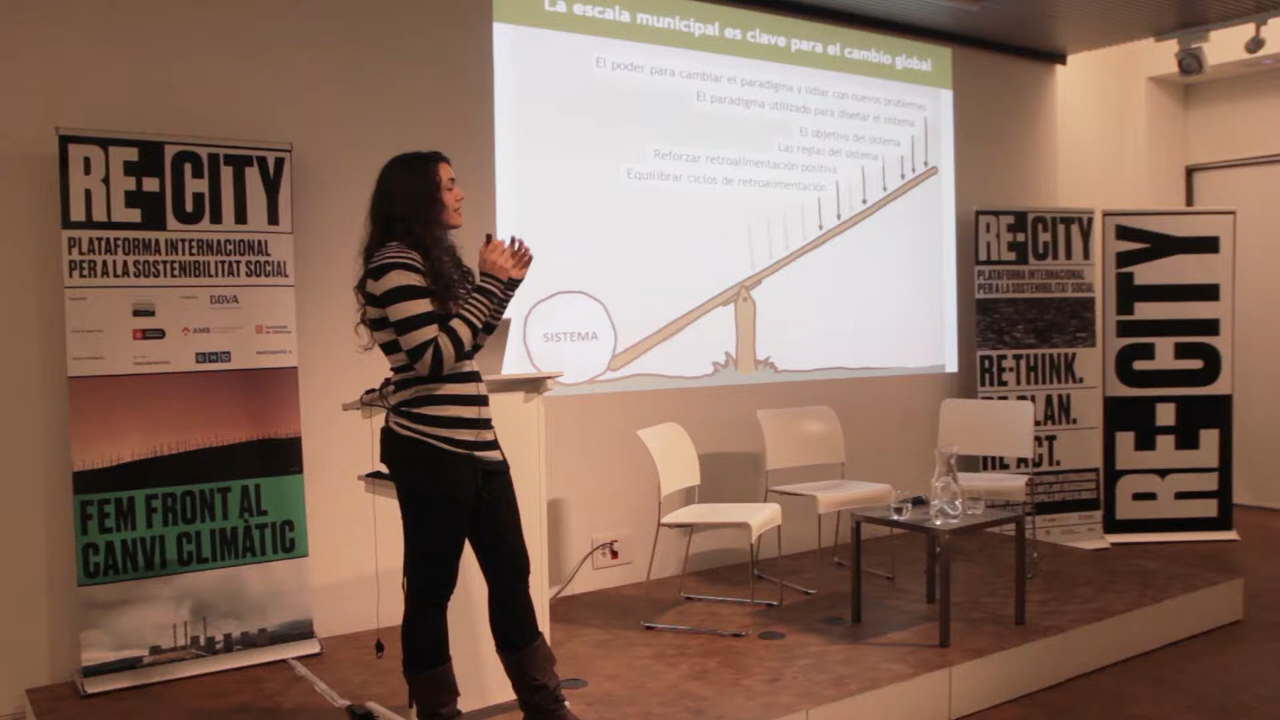 La escala municipal es clave para el cambio global
El poder para cambiar el paradigma y lidiar con nuevos problemas
El paradigma utilizado para diseñar el sistema
El objetivo del sistema
Las reglas del sistema
Reforzar retroalimentación positiva
Equilibrar ciclos de retroalimentación
SISTEMA
RE-CITY
PLATAFORMA INTERNACIONAL
PER A LA SOSTENIBILITAT SOCIAL
BBVA
AMB
metropolis
FEM FRONT AL
CANVI CLIMÀTIC
RE-CITY
PLATAFORMA INTERNACIONAL
PER A LA SOSTENIBILITAT SOCIAL
RE-THINK.
RE-CITY